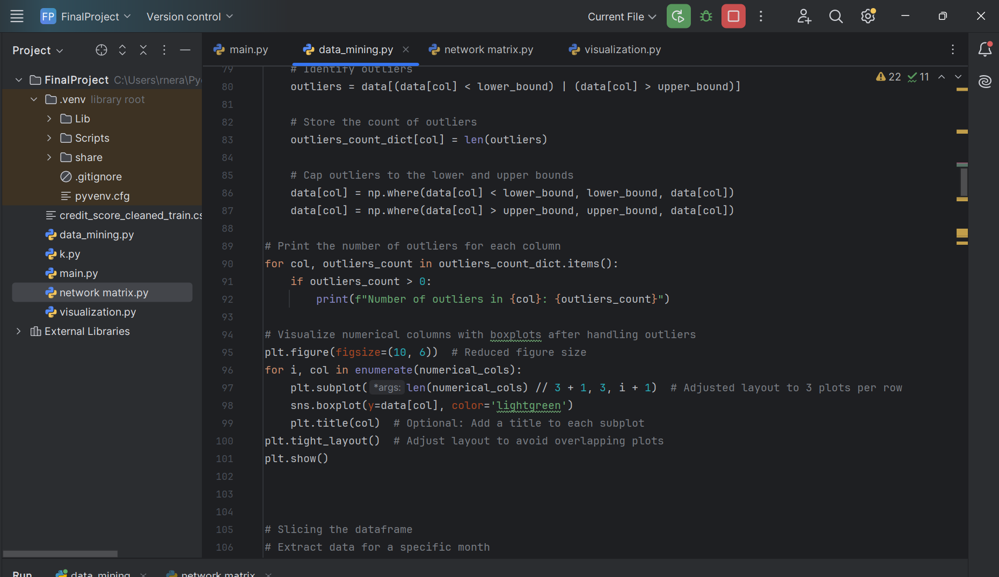 FP FinalProject Version control Current File
Project
main.py data_mining.py network matrix.py visualization.py
FinalProject C:\Users\rnera\Py
.venv library root
Lib
Scripts
share
.gitignore
pyvenv.cfg
credit_score_cleaned_train.cs
data_mining.py
k.py
main.py
network matrix.py
visualization.py
External Libraries
22 11
79 # Identify outliers
80 outliers = data[(data[col] < lower_bound) | (data[col] > upper_bound)]
81
82 # Store the count of outliers
83 outliers_count_dict[col] = len(outliers)
84
85 # Cap outliers to the lower and upper bounds
86 data[col] = np.where(data[col] < lower_bound, lower_bound, data[col])
87 data[col] = np.where(data[col] > upper_bound, upper_bound, data[col])
88
89 # Print the number of outliers for each column
90 for col, outliers_count in outliers_count_dict.items():
91 if outliers_count > 0:
92 print(f"Number of outliers in {col}: {outliers_count}")
93
94 # Visualize numerical columns with boxplots after handling outliers
95 plt.figure(figsize=(10, 6)) # Reduced figure size
96 for i, col in enumerate(numerical_cols):
97 plt.subplot( *args: len(numerical_cols) // 3 + 1, 3, i + 1) # Adjusted layout to 3 plots per row
98 sns.boxplot(y=data[col], color='lightgreen')
99 plt.title(col) # Optional: Add a title to each subplot
100 plt.tight_layout() # Adjust layout to avoid overlapping plots
101 plt.show()
102
103
104
105 # Slicing the dataframe
106 # Extract data for a specific month
Run data_mining network matrix